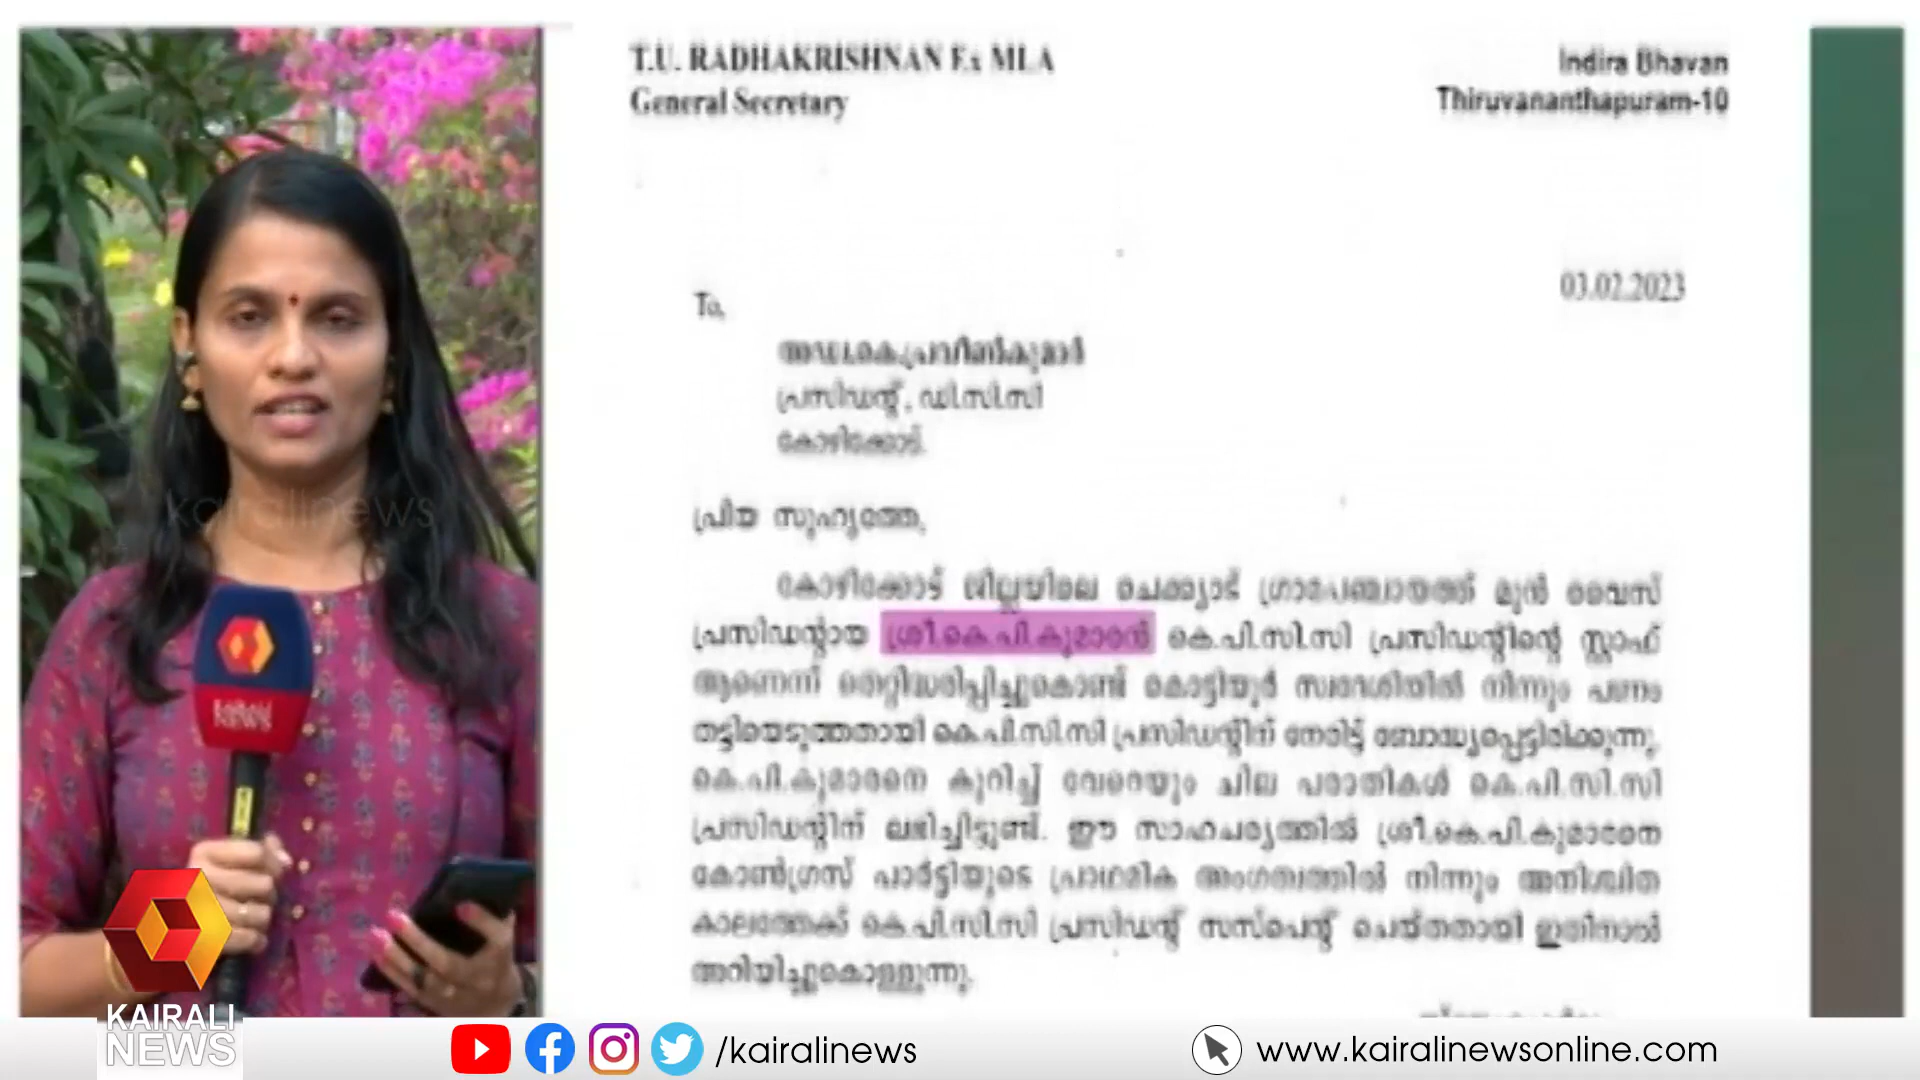 T.U. RADHAKRISHNAN Ex MLA
General Secretary
Indira Bhavan
Thiruvananthapuram-10
03.02.2023
To,
അഡ്വ.കെ.പ്രവീൺകുമാർ
പ്രസിഡന്റ്, ഡി.സി.സി
കോഴിക്കോട്.
പ്രിയ സുഹൃത്തേ,
കോഴിക്കോട് ജില്ലയിലെ ചെക്യാട് ഗ്രാമപഞ്ചായത്ത് മുൻ വൈസ്
പ്രസിഡന്റായ ശ്രീ.കെ.പി.കുമാരൻ കെ.പി.സി.സി പ്രസിഡന്റിന്റെ സ്റ്റാഫ്
ആണെന്ന് തെറ്റിദ്ധരിപ്പിച്ചുകൊണ്ട് കൊട്ടിയൂർ സ്വദേശിയിൽ നിന്നും പണം
തട്ടിയെടുത്തതായി കെ.പി.സി.സി പ്രസിഡന്റിന് നേരിട്ട് ബോദ്ധ്യപ്പെട്ടിരിക്കുന്നു.
കെ.പി.കുമാരനെ കുറിച്ച് വേറെയും ചില പരാതികൾ കെ.പി.സി.സി
പ്രസിഡന്റിന് ലഭിച്ചിട്ടുണ്ട്. ഈ സാഹചര്യത്തിൽ ശ്രീ.കെ.പി.കുമാരനെ
കോൺഗ്രസ് പാർട്ടിയുടെ പ്രാഥമിക അംഗത്വത്തിൽ നിന്നും അനിശ്ചിത
കാലത്തേക്ക് കെ.പി.സി.സി പ്രസിഡന്റ് സസ്പെന്റ് ചെയ്തതായി ഇതിനാൽ
അറിയിച്ചുകൊള്ളുന്നു.
kairalinews
KAIRALI
NEWS
KAIRALI
NEWS
/kairalinews
www.kairalinewsonline.com